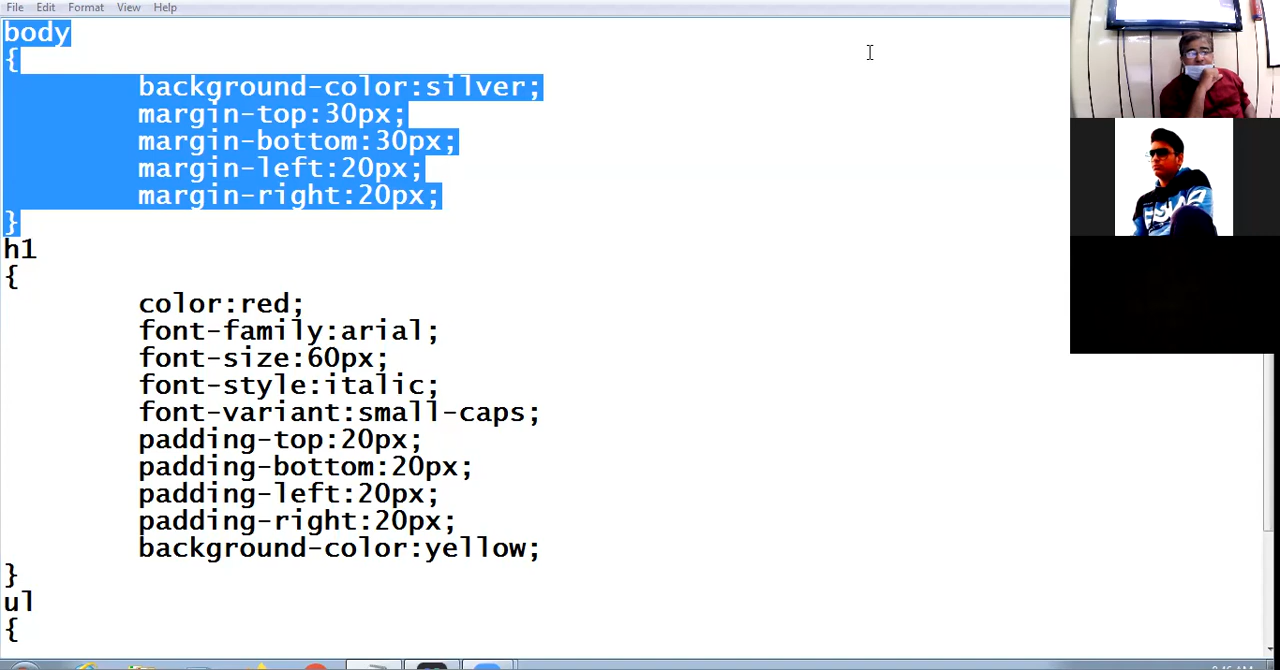 File Edit Format View Help
body
{
background-color:silver;
margin-top:30px;
margin-bottom:30px;
margin-left:20px;
margin-right:20px;
}
h1
{
color:red;
font-family:arial;
font-size:60px;
font-style:italic;
font-variant:small-caps;
padding-top:20px;
padding-bottom:20px;
padding-left:20px;
padding-right:20px;
background-color:yellow;
}
ul
{